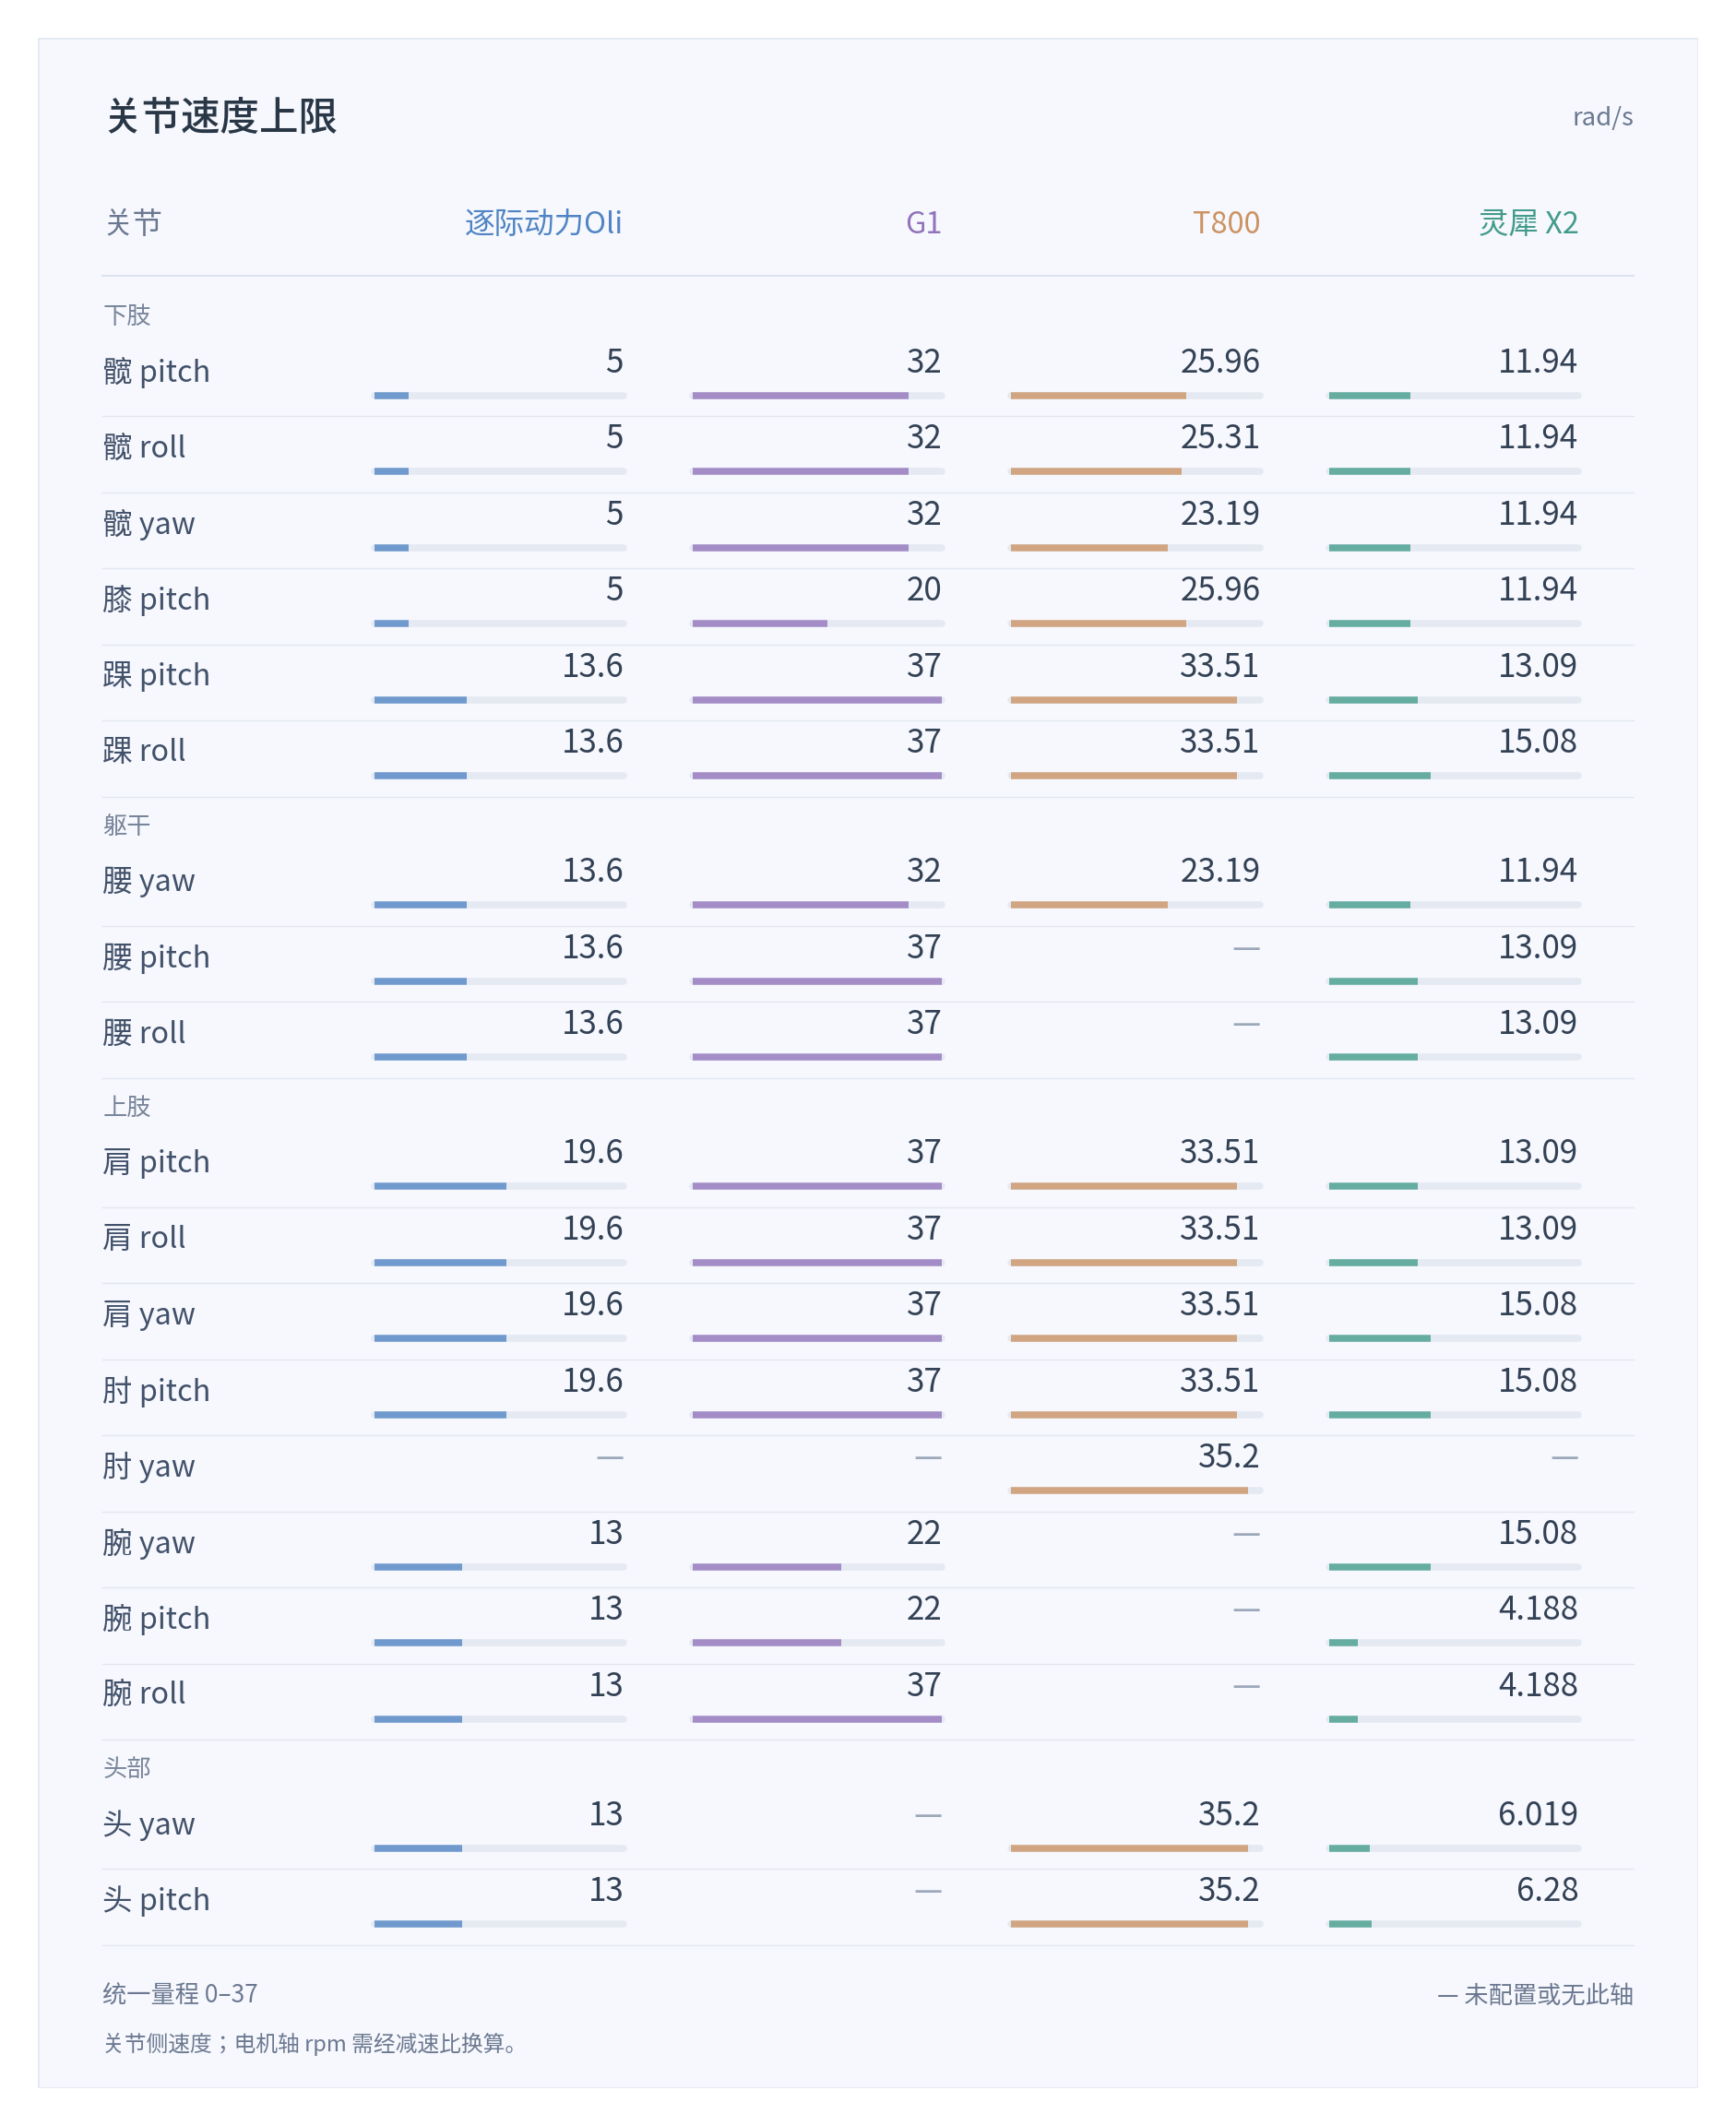 关节速度上限 rad/s
关节 逐际动力Oli G1 T800 灵犀 X2
下肢
髋 pitch 5 32 25.96 11.94
髋 roll 5 32 25.31 11.94
髋 yaw 5 32 23.19 11.94
膝 pitch 5 20 25.96 11.94
踝 pitch 13.6 37 33.51 13.09
踝 roll 13.6 37 33.51 15.08
躯干
腰 yaw 13.6 32 23.19 11.94
腰 pitch 13.6 37 — 13.09
腰 roll 13.6 37 — 13.09
上肢
肩 pitch 19.6 37 33.51 13.09
肩 roll 19.6 37 33.51 13.09
肩 yaw 19.6 37 33.51 15.08
肘 pitch 19.6 37 33.51 15.08
肘 yaw — — 35.2 —
腕 yaw 13 22 — 15.08
腕 pitch 13 22 — 4.188
腕 roll 13 37 — 4.188
头部
头 yaw 13 — 35.2 6.019
头 pitch 13 — 35.2 6.28
统一量程 0–37 — 未配置或无此轴
关节侧速度；电机轴 rpm 需经减速比换算。